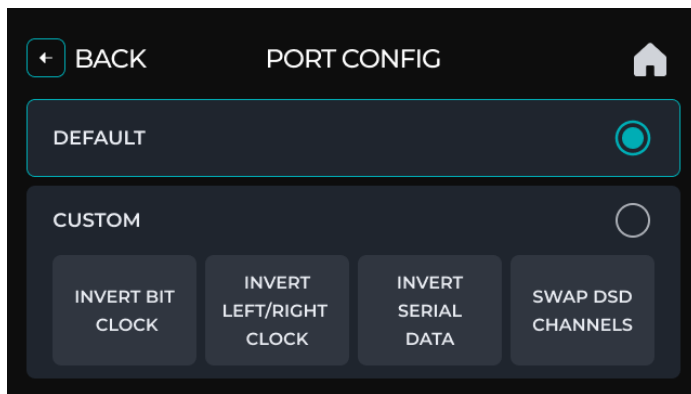 BACK
PORT CONFIG
DEFAULT
CUSTOM
INVERT BIT
CLOCK
INVERT
LEFT/RIGHT
CLOCK
INVERT
SERIAL
DATA
SWAP DSD
CHANNELS